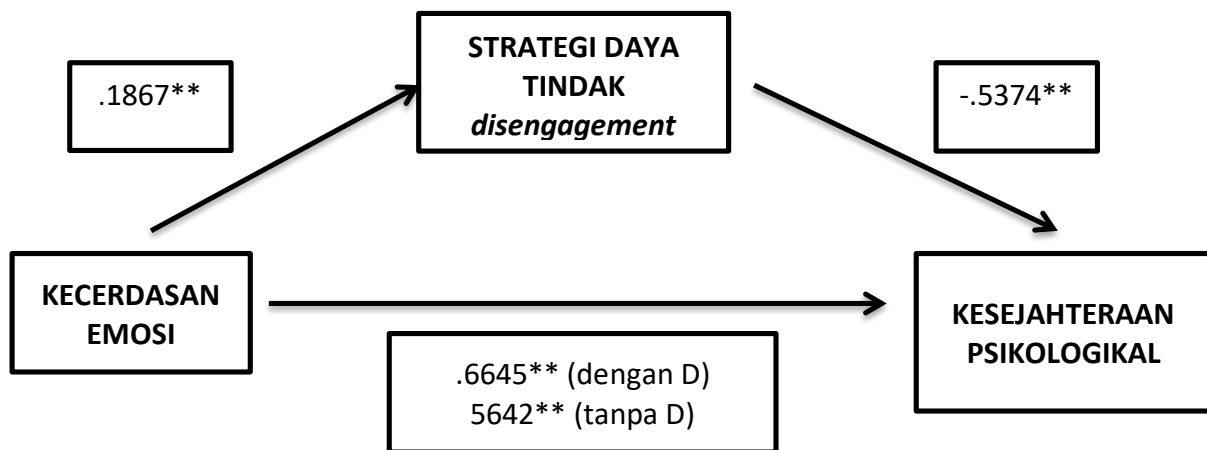 STRATEGI DAYA
TINDAK
disengagement
.1867**
-.5374**
KECERDASAN
EMOSI
KESEJAHTERAAN
PSIKOLOGIKAL
.6645** (dengan D)
5642** (tanpa D)